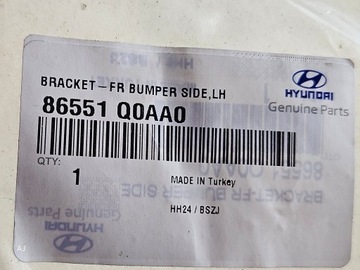 BRACKET-FR BUMPER SIDE,LH
86551 Q0AA0
HYUNDAI
Genuine Parts
QTY:
1
MADE IN Turkey
HH24 / BSZJ